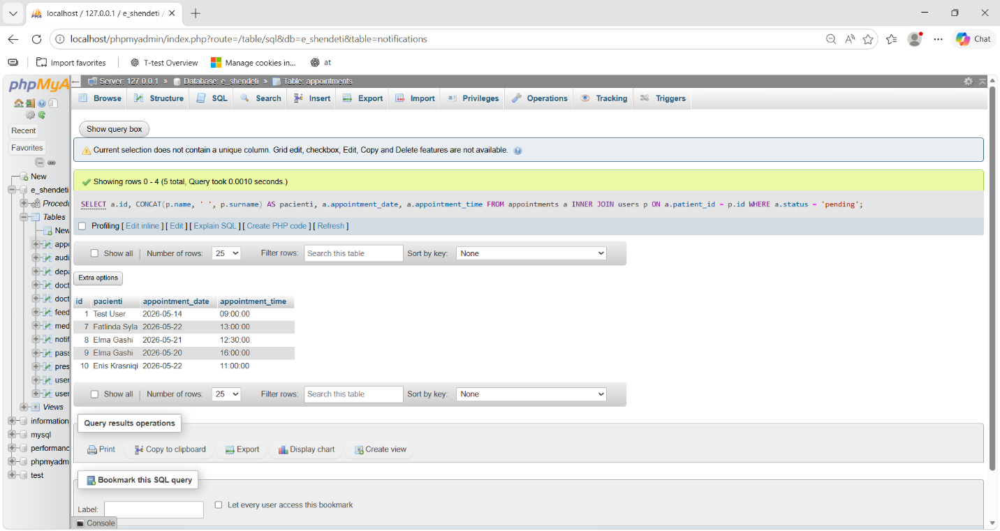 localhost / 127.0.0.1 / e_shendeti /
localhost/phpmyadmin/index.php?route=/table/sql&db=e_shendeti&table=notifications
Chat
Import favorites
T-test Overview
Manage cookies in...
at
phpMyA
Server: 127.0.0.1 » Database: e_shendeti » Table: appointments
Browse Structure SQL Search Insert Export Import Privileges Operations Tracking Triggers
Recent
Favorites
New
e_shendeti
Procedu
Tables
New
appo
audi
depa
doct
doct
feed
med
notif
pass
pres
user
user
Views
information
mysql
performanc
phpmyadm
test
Show query box
Current selection does not contain a unique column. Grid edit, checkbox, Edit, Copy and Delete features are not available.
Showing rows 0 - 4 (5 total, Query took 0.0010 seconds.)
SELECT a.id, CONCAT(p.name, ' ', p.surname) AS pacienti, a.appointment_date, a.appointment_time FROM appointments a INNER JOIN users p ON a.patient_id = p.id WHERE a.status = 'pending';
Profiling [ Edit inline ] [ Edit ] [ Explain SQL ] [ Create PHP code ] [ Refresh ]
Show all | Number of rows: 25 Filter rows: Search this table Sort by key: None
Extra options
id pacienti appointment_date appointment_time
1 Test User 2026-05-14 09:00:00
7 Fatlinda Syla 2026-05-22 13:00:00
8 Elma Gashi 2026-05-21 12:30:00
9 Elma Gashi 2026-05-20 16:00:00
10 Enis Krasniqi 2026-05-22 11:00:00
Show all | Number of rows: 25 Filter rows: Search this table Sort by key: None
Query results operations
Print Copy to clipboard Export Display chart Create view
Bookmark this SQL query
Label: Let every user access this bookmark
Console